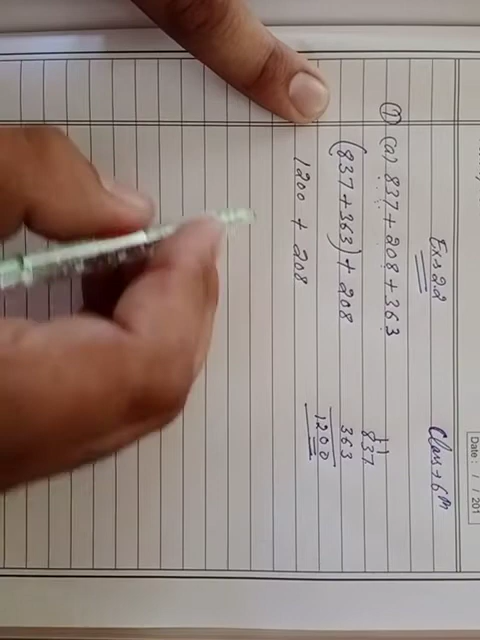 Date: / / 201
Ex:2.2 Class → 6th
① (a) 837 + 208 + 363
(837+363) + 208
1200 + 208
11
837
363
1200